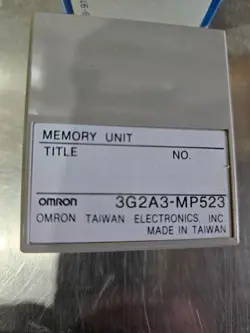 MEMORY UNIT
TITLE NO.
OMRON 3G2A3-MP523
OMRON TAIWAN ELECTRONICS, INC
MADE IN TAIWAN